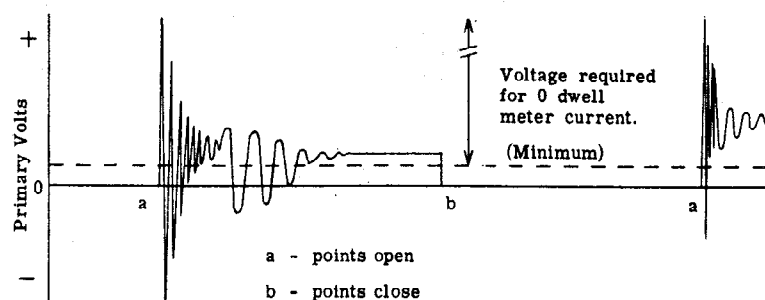 +
Primary Volts
0
−
a
b
a
Voltage required
for 0 dwell
meter current.
(Minimum)
a - points open
b - points close